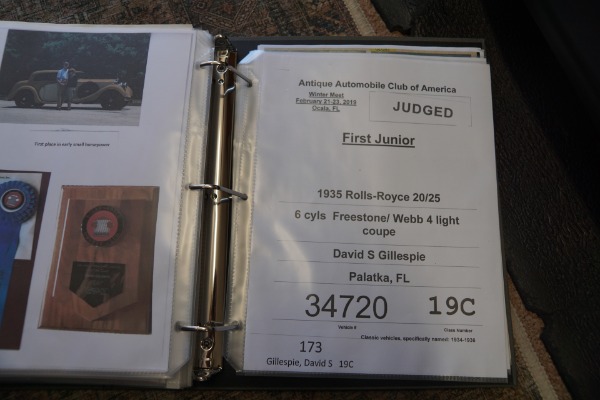 First place in early small horsepower
Antique Automobile Club of America
Winter Meet
February 21-23, 2019
Ocala, FL
JUDGED
First Junior
1935 Rolls-Royce 20/25
6 cyls Freestone/ Webb 4 light
coupe
David S Gillespie
Palatka, FL
34720
19C
Vehicle #
Class number
Classic vehicles, specifically named: 1934-1936
173
Gillespie, David S 19C